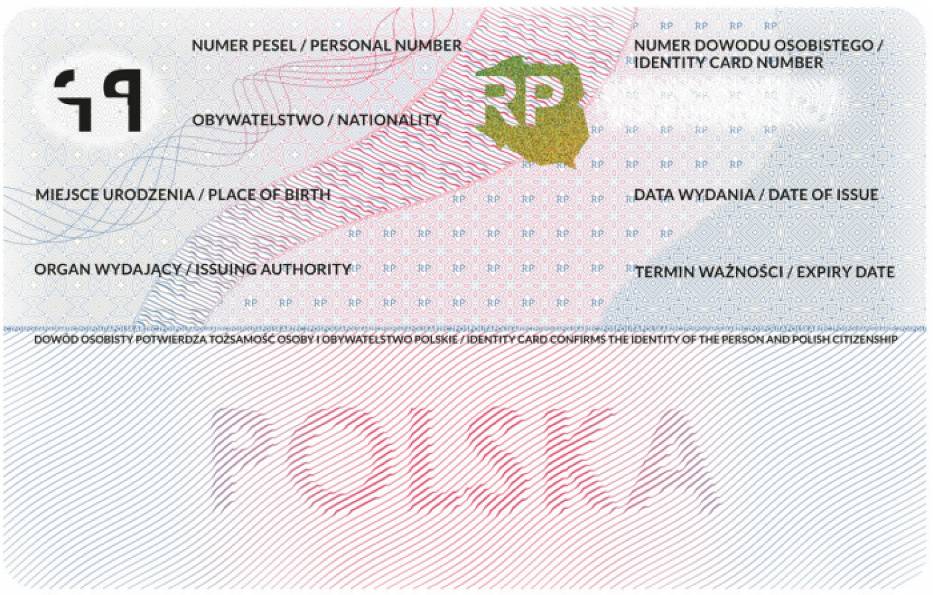 NUMER PESEL / PERSONAL NUMBER
NUMER DOWODU OSOBISTEGO /
IDENTITY CARD NUMBER
RP
OBYWATELSTWO / NATIONALITY
MIEJSCE URODZENIA / PLACE OF BIRTH
DATA WYDANIA / DATE OF ISSUE
ORGAN WYDAJĄCY / ISSUING AUTHORITY
TERMIN WAŻNOŚCI / EXPIRY DATE
DOWÓD OSOBISTY POTWIERDZA TOŻSAMOŚĆ OSOBY I OBYWATELSTWO POLSKIE / IDENTITY CARD CONFIRMS THE IDENTITY OF THE PERSON AND POLISH CITIZENSHIP
POLSKA